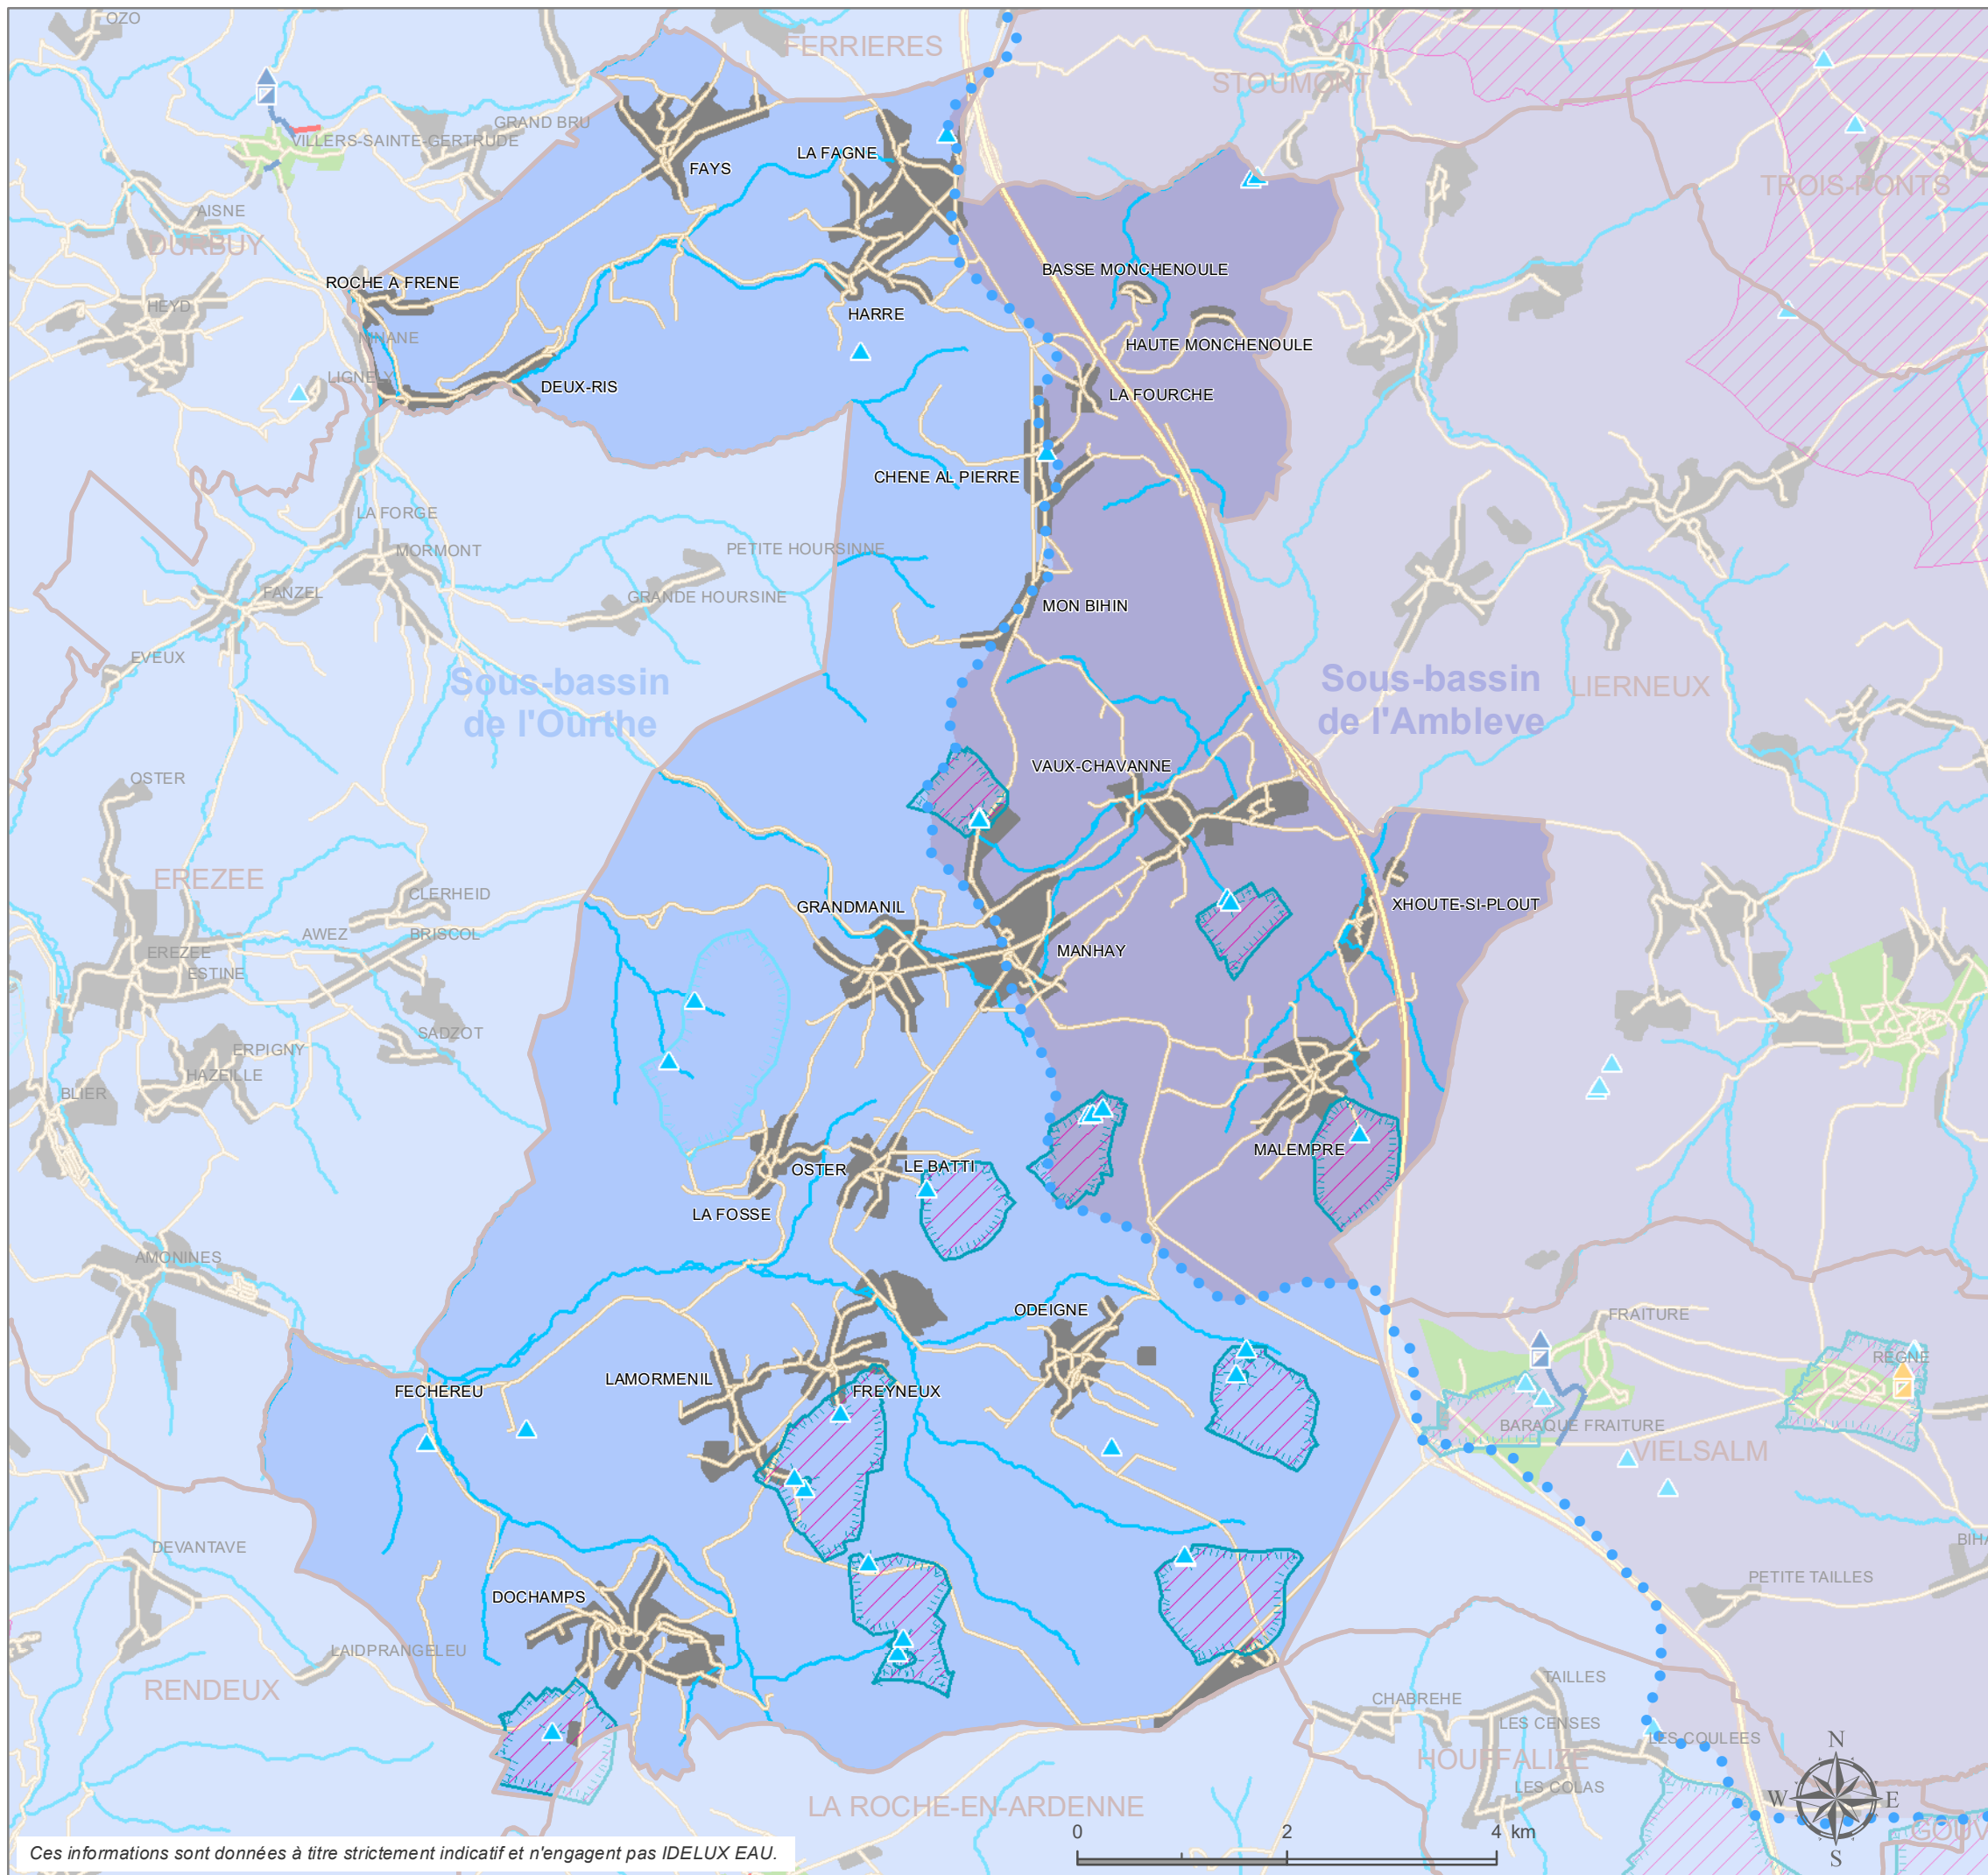 OZO
FERRIERES
STOUMONT
GRAND BRU
VILLERS-SAINTE-GERTRUDE
LA FAGNE
FAYS
TROIS-PONTS
AISNE
DURBUY
BASSE MONCHENOULE
ROCHE A FRENE
HEYD
HARRE
NINANE
HAUTE MONCHENOULE
LIGNELY
DEUX-RIS
LA FOURCHE
CHENE AL PIERRE
LA FORGE
MORMONT
PETITE HOURSINNE
FANZEL
GRANDE HOURSINE
MON BIHIN
EVEUX
Sous-bassin
de l'Ourthe
Sous-bassin
de l'Ambleve
LIERNEUX
OSTER
VAUX-CHAVANNE
EREZEE
CLERHEID
GRANDMANIL
XHOUTE-SI-PLOUT
AWEZ
BRISCOL
EREZEE
MANHAY
ESTINE
SADZOT
ERPIGNY
HAZEILLE
BLIER
MALEMPRE
OSTER
LE BATTI
LA FOSSE
AMONINES
ODEIGNE
FRAITURE
REGNE
LAMORMENIL
FECHEREU
FREYNEUX
BARAQUE FRAITURE
VIELSALM
DEVANTAVE
BIHA
PETITE TAILLES
DOCHAMPS
LAIDPRANGELEU
TAILLES
RENDEUX
CHABREHE
LES CENSES
LES COULEES
HOUFFALIZE
LES COLAS
LA ROCHE-EN-ARDENNE
GOUV
N
W
E
S
0 2 4 km
Ces informations sont données à titre strictement indicatif et n'engagent pas IDELUX EAU.